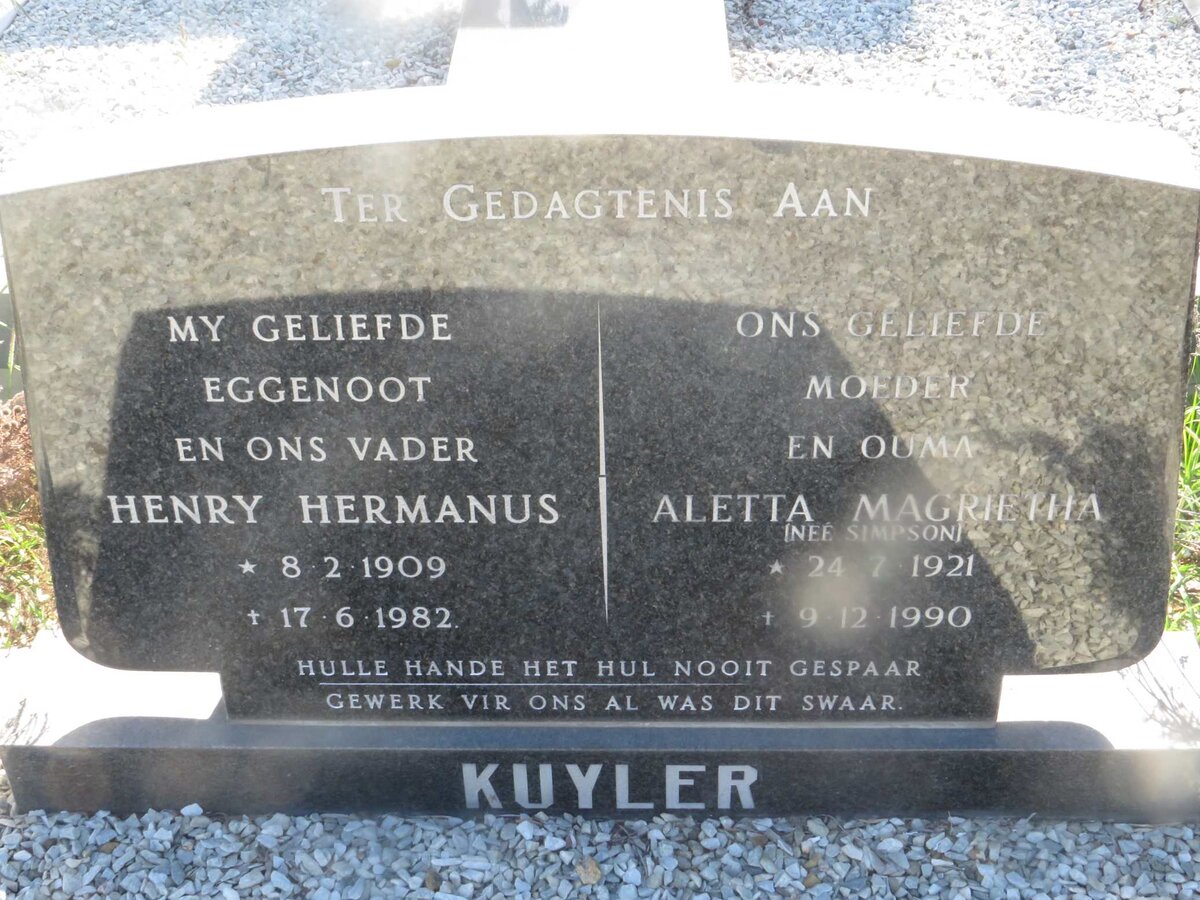 TER GEDAGTENIS AAN
MY GELIEFDE
EGGENOOT
EN ONS VADER
HENRY HERMANUS
★ 8·2·1909
✝ 17·6·1982.
ONS GELIEFDE
MOEDER
EN OUMA
ALETTA MAGRIETHA
[NEÉ SIMPSON]
★ 24·7·1921
✝ 9·12·1990
HULLE HANDE HET HUL NOOIT GESPAAR
GEWERK VIR ONS AL WAS DIT SWAAR.
KUYLER